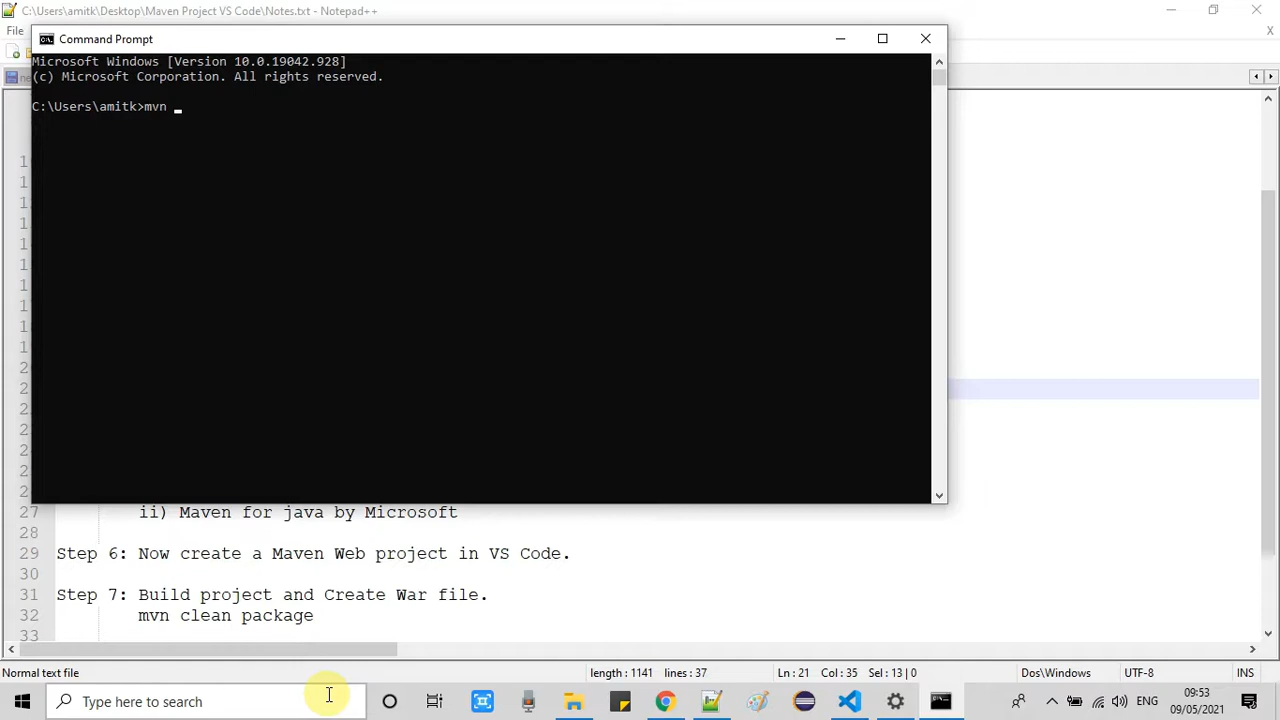 C:\Users\amitk\Desktop\Maven Project VS Code\Notes.txt - Notepad++
File
Command Prompt
Microsoft Windows [Version 10.0.19042.928]
(c) Microsoft Corporation. All rights reserved.
C:\Users\amitk>mvn
27 ii) Maven for java by Microsoft
28
29 Step 6: Now create a Maven Web project in VS Code.
30
31 Step 7: Build project and Create War file.
32 mvn clean package
33
Normal text file length : 1141 lines : 37 Ln : 21 Col : 35 Sel : 13 | 0 Dos\Windows UTF-8 INS
Type here to search
ENG
09:53
09/05/2021